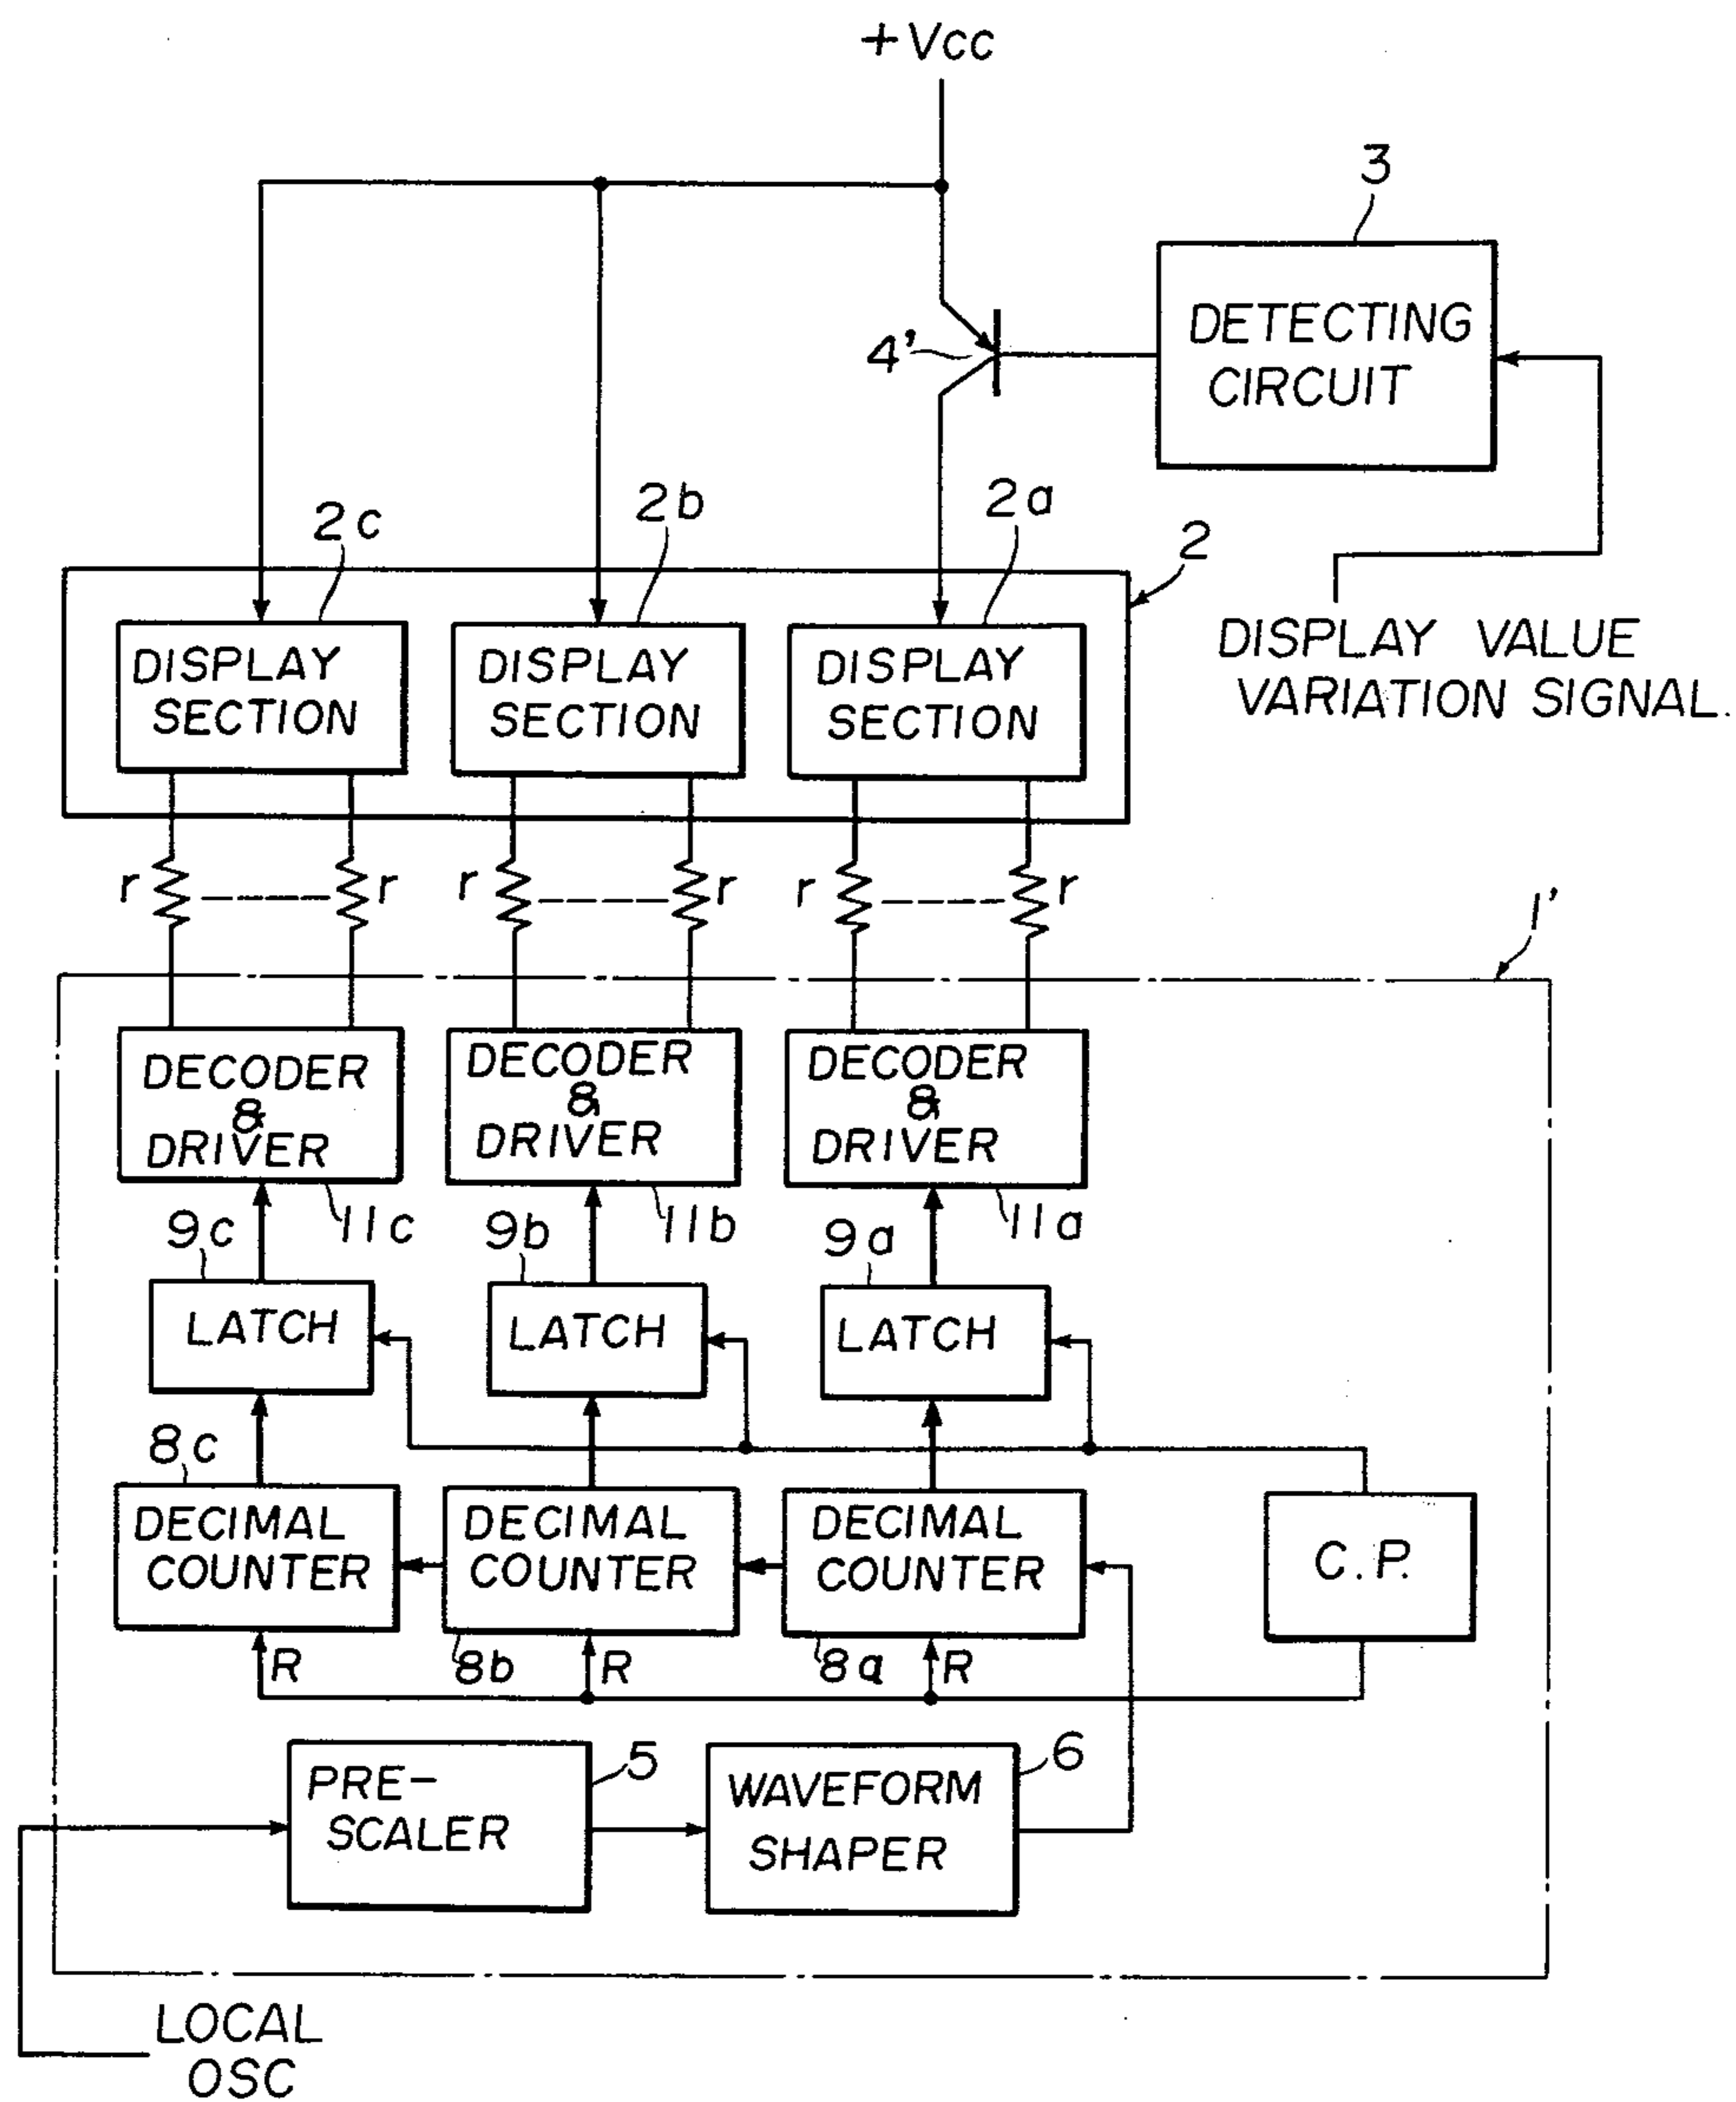 +Vcc
3
DETECTING
CIRCUIT
4'
2c
2b
2a
2
DISPLAY
SECTION
DISPLAY
SECTION
DISPLAY
SECTION
DISPLAY VALUE
VARIATION SIGNAL.
r
r
r
r
r
r
1'
DECODER
&
DRIVER
DECODER
&
DRIVER
DECODER
&
DRIVER
9c
11c
9b
11b
9a
11a
LATCH
LATCH
LATCH
8c
DECIMAL
COUNTER
DECIMAL
COUNTER
DECIMAL
COUNTER
C.P.
R
8b
R
8a
R
PRE-
SCALER
5
WAVEFORM
SHAPER
6
LOCAL
OSC